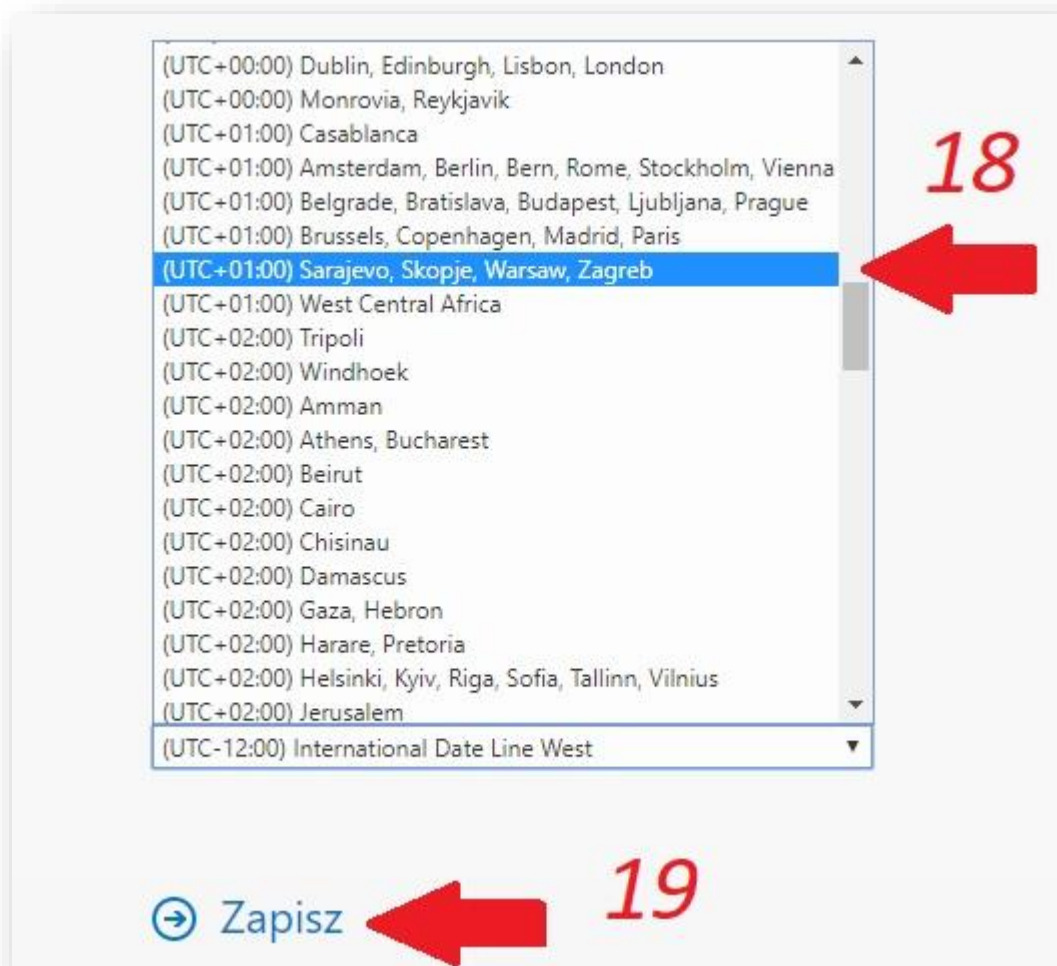 (UTC+00:00) Dublin, Edinburgh, Lisbon, London
(UTC+00:00) Monrovia, Reykjavik
(UTC+01:00) Casablanca
(UTC+01:00) Amsterdam, Berlin, Bern, Rome, Stockholm, Vienna
(UTC+01:00) Belgrade, Bratislava, Budapest, Ljubljana, Prague
(UTC+01:00) Brussels, Copenhagen, Madrid, Paris
18
(UTC+01:00) Sarajevo, Skopje, Warsaw, Zagreb
(UTC+01:00) West Central Africa
(UTC+02:00) Tripoli
(UTC+02:00) Windhoek
(UTC+02:00) Amman
(UTC+02:00) Athens, Bucharest
(UTC+02:00) Beirut
(UTC+02:00) Cairo
(UTC+02:00) Chisinau
(UTC+02:00) Damascus
(UTC+02:00) Gaza, Hebron
(UTC+02:00) Harare, Pretoria
(UTC+02:00) Helsinki, Kyiv, Riga, Sofia, Tallinn, Vilnius
(UTC+02:00) Jerusalem
(UTC-12:00) International Date Line West
19
Zapisz